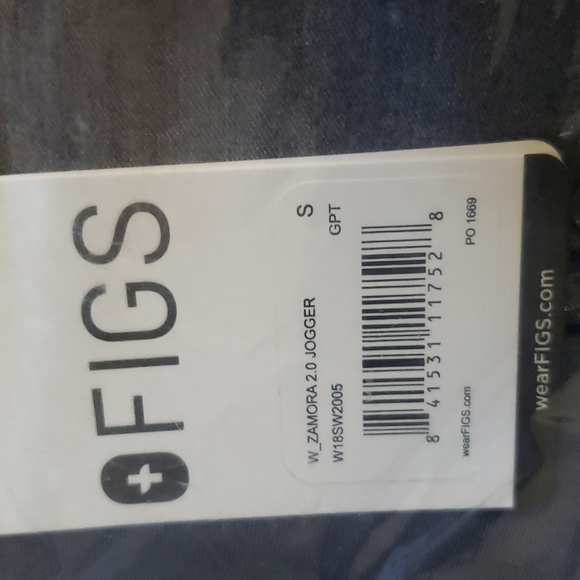 FIGS
W_ZAMORA 2.0 JOGGER S
W18SW2005 GPT
8 41531 11752 8
wearFIGS.com PO 1669
wearFIGS.com